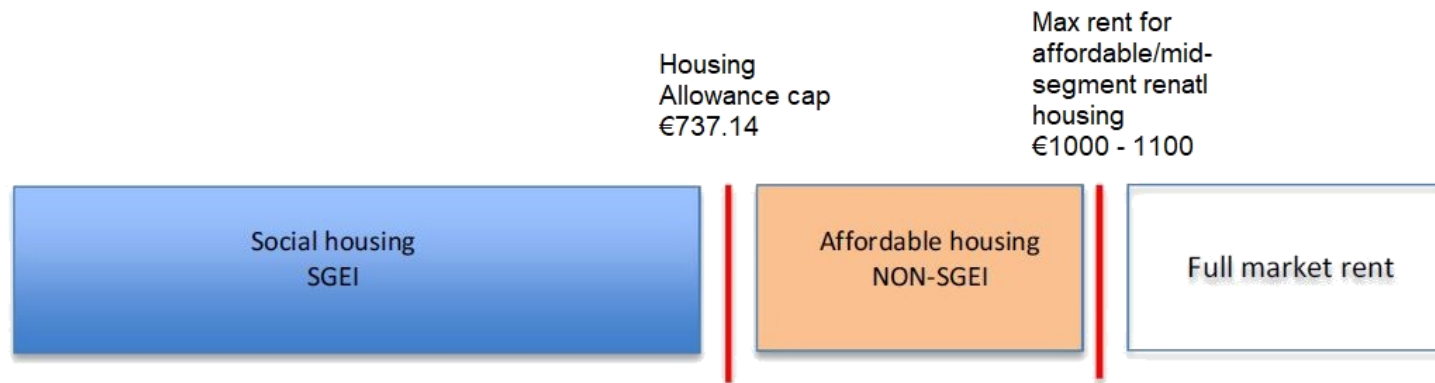 Housing
Allowance cap
€737.14
Max rent for
affordable/mid-
segment renatl
housing
€1000 - 1100
Social housing
SGEI
Affordable housing
NON-SGEI
Full market rent